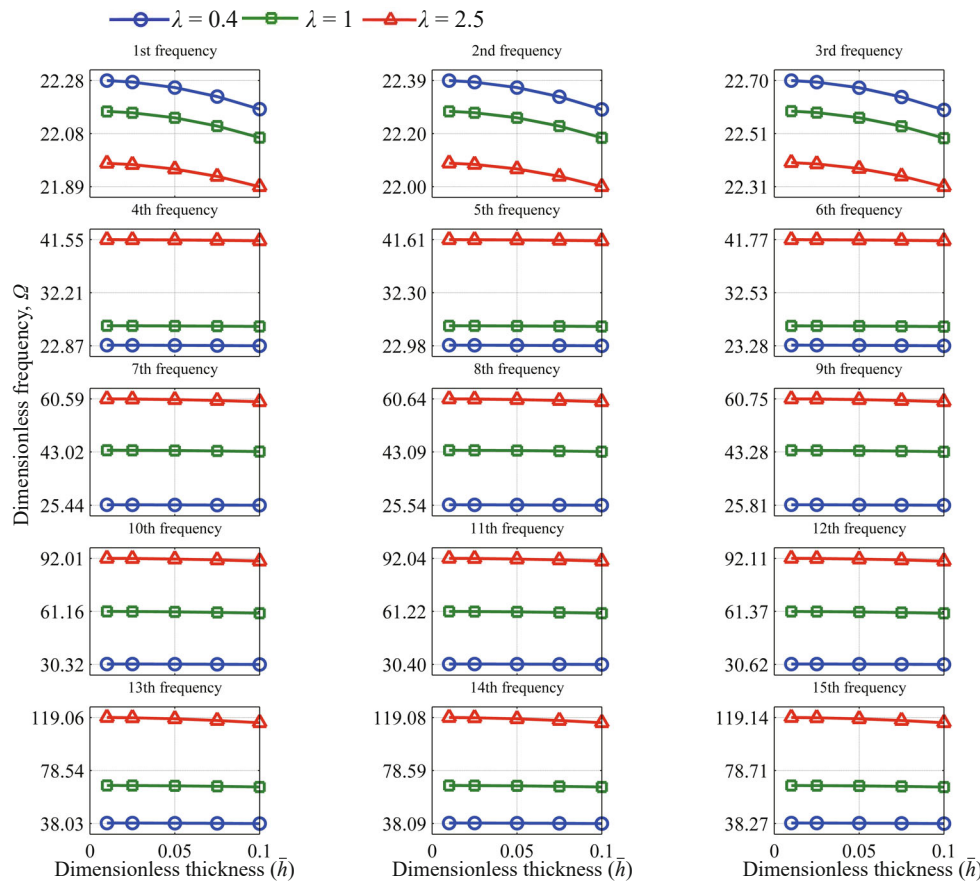 λ = 0.4 λ = 1 λ = 2.5
1st frequency 2nd frequency 3rd frequency
22.28 22.39 22.70
22.08 22.20 22.51
21.89 22.00 22.31
4th frequency 5th frequency 6th frequency
41.55 41.61 41.77
32.21 32.30 32.53
22.87 22.98 23.28
7th frequency 8th frequency 9th frequency
60.59 60.64 60.75
43.02 43.09 43.28
25.44 25.54 25.81
10th frequency 11th frequency 12th frequency
92.01 92.04 92.11
61.16 61.22 61.37
30.32 30.40 30.62
13th frequency 14th frequency 15th frequency
119.06 119.08 119.14
78.54 78.59 78.71
38.03 38.09 38.27
0 0.05 0.1 0 0.05 0.1 0 0.05 0.1
Dimensionless thickness (h̄) Dimensionless thickness (h̄) Dimensionless thickness (h̄)
Dimensionless frequency, Ω